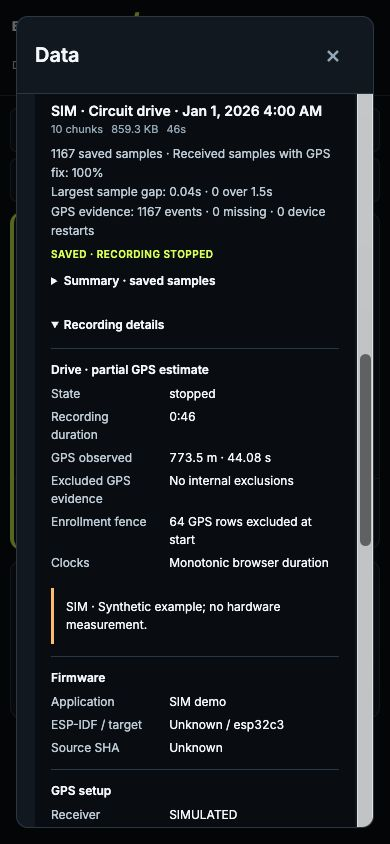 Data
×
SIM · Circuit drive · Jan 1, 2026 4:00 AM
10 chunks 859.3 KB 46s
1167 saved samples · Received samples with GPS
fix: 100%
Largest sample gap: 0.04s · 0 over 1.5s
GPS evidence: 1167 events · 0 missing · 0 device
restarts
SAVED · RECORDING STOPPED
▶ Summary · saved samples
▼ Recording details
Drive · partial GPS estimate
State stopped
Recording
duration 0:46
GPS observed 773.5 m · 44.08 s
Excluded GPS
evidence No internal exclusions
Enrollment fence 64 GPS rows excluded at
start
Clocks Monotonic browser duration
SIM · Synthetic example; no hardware
measurement.
Firmware
Application SIM demo
ESP-IDF / target Unknown / esp32c3
Source SHA Unknown
GPS setup
Receiver SIMULATED